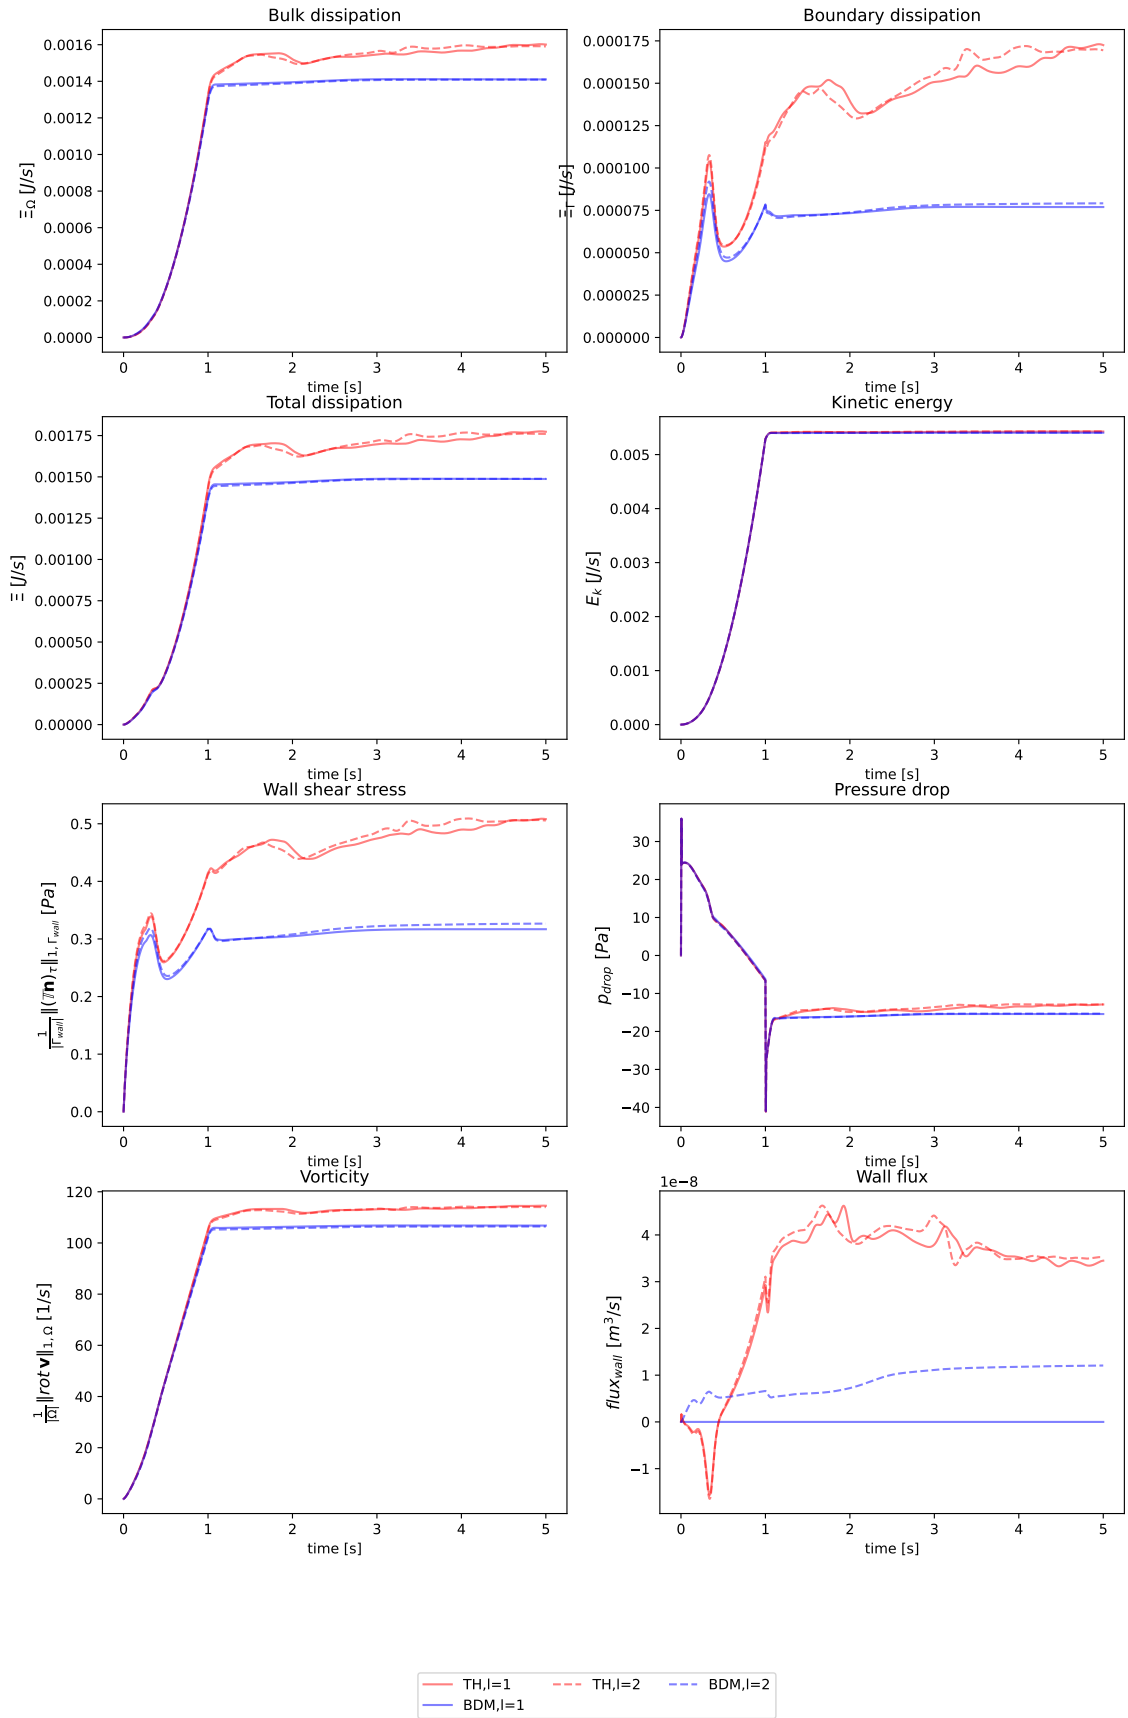 Bulk dissipation
Ξ_Ω [J/s]
0.0016
0.0014
0.0012
0.0010
0.0008
0.0006
0.0004
0.0002
0.0000
0 1 2 3 4 5
time [s]
Boundary dissipation
Ξ_Γ [J/s]
0.000175
0.000150
0.000125
0.000100
0.000075
0.000050
0.000025
0.000000
0 1 2 3 4 5
time [s]
Total dissipation
Ξ [J/s]
0.00175
0.00150
0.00125
0.00100
0.00075
0.00050
0.00025
0.00000
0 1 2 3 4 5
time [s]
Kinetic energy
E_k [J/s]
0.005
0.004
0.003
0.002
0.001
0.000
0 1 2 3 4 5
time [s]
Wall shear stress
1/|Γ_wall| ‖(𝕋n)_τ‖_{1, Γ_wall} [Pa]
0.5
0.4
0.3
0.2
0.1
0.0
0 1 2 3 4 5
time [s]
Pressure drop
p_drop [Pa]
30
20
10
0
−10
−20
−30
−40
0 1 2 3 4 5
time [s]
Vorticity
1/|Ω| ‖rot v‖_{1, Ω} [1/s]
120
100
80
60
40
20
0
0 1 2 3 4 5
time [s]
Wall flux
1e−8
flux_wall [m³/s]
4
3
2
1
0
−1
0 1 2 3 4 5
time [s]
TH,l=1 TH,l=2 BDM,l=2
BDM,l=1